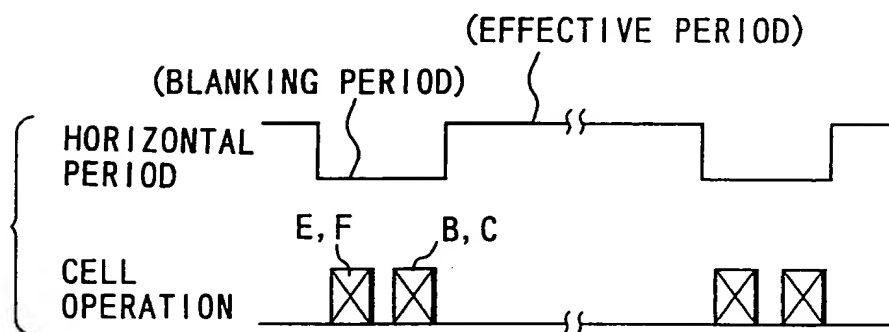 (EFFECTIVE PERIOD)
(BLANKING PERIOD)
HORIZONTAL
PERIOD
E, F
B, C
CELL
OPERATION